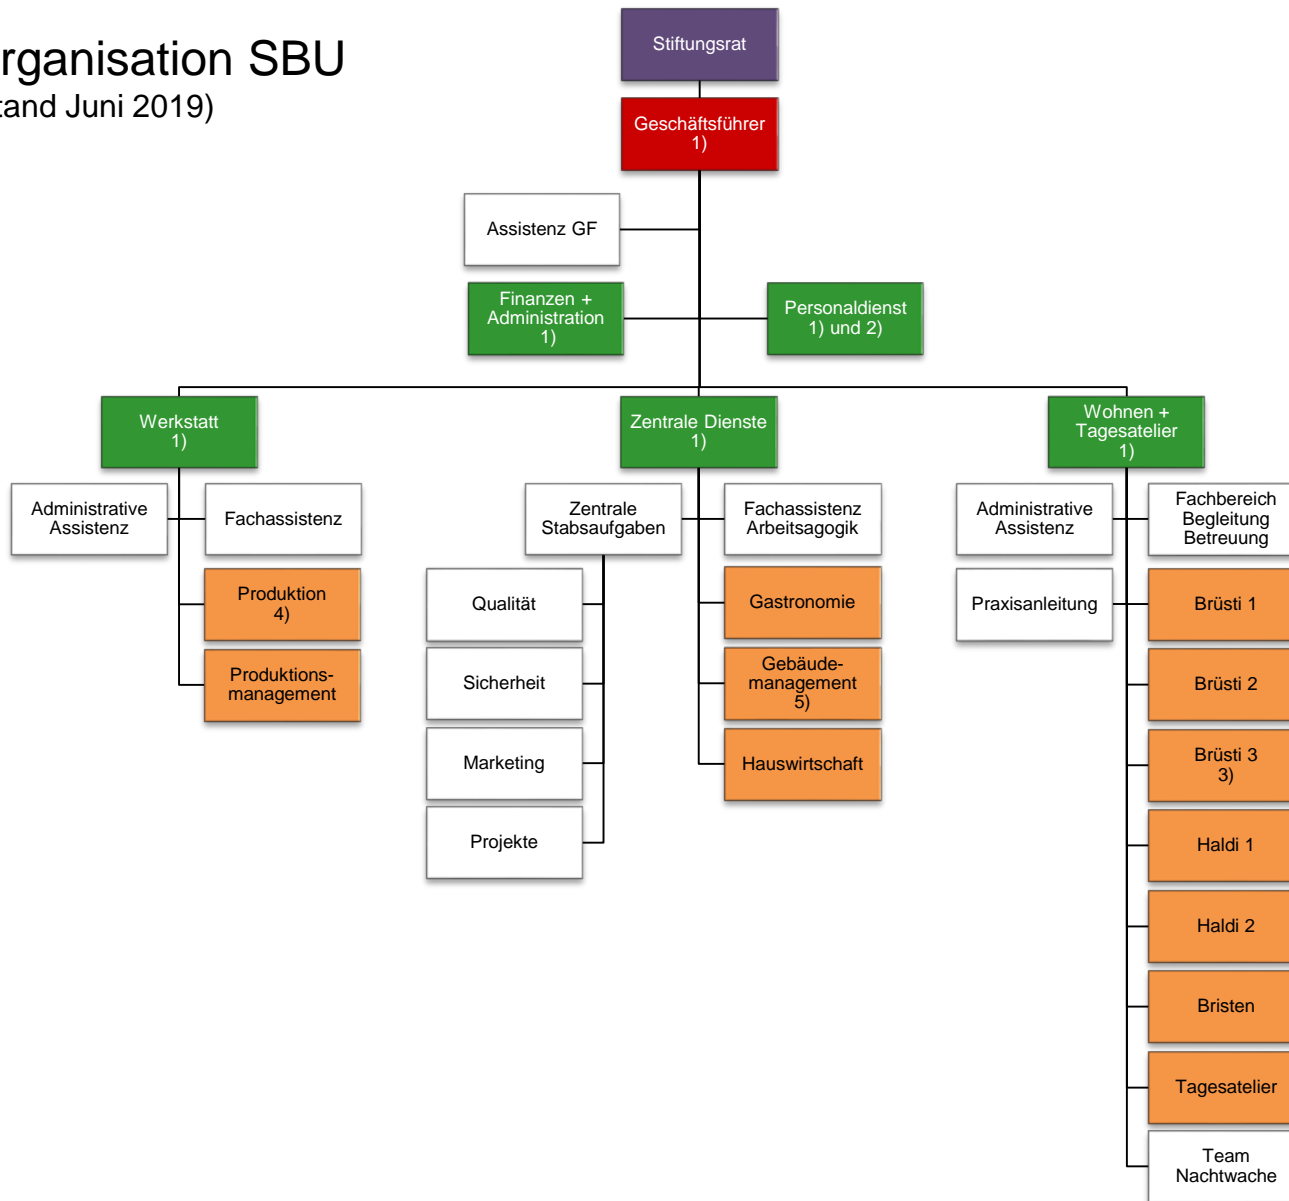 rganisation SBU
tand Juni 2019)
Stiftungsrat
Geschäftsführer
1)
Assistenz GF
Finanzen +
Administration
1)
Personaldienst
1) und 2)
Werkstatt
1)
Zentrale Dienste
1)
Wohnen +
Tagesatelier
1)
Administrative
Assistenz
Fachassistenz
Zentrale
Stabsaufgaben
Fachassistenz
Arbeitsagogik
Administrative
Assistenz
Fachbereich
Begleitung
Betreuung
Produktion
4)
Qualität
Gastronomie
Praxisanleitung
Brüsti 1
Produktions-
management
Sicherheit
Gebäude-
management
5)
Brüsti 2
Marketing
Hauswirtschaft
Brüsti 3
3)
Projekte
Haldi 1
Haldi 2
Bristen
Tagesatelier
Team
Nachtwache